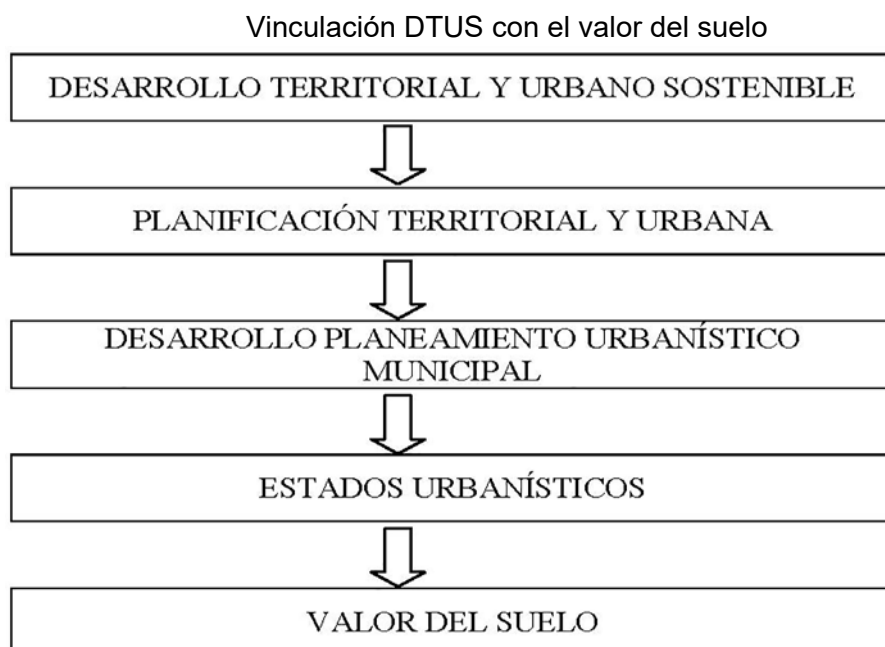 Vinculación DTUS con el valor del suelo
DESARROLLO TERRITORIAL Y URBANO SOSTENIBLE
PLANIFICACIÓN TERRITORIAL Y URBANA
DESARROLLO PLANEAMIENTO URBANÍSTICO
MUNICIPAL
ESTADOS URBANÍSTICOS
VALOR DEL SUELO